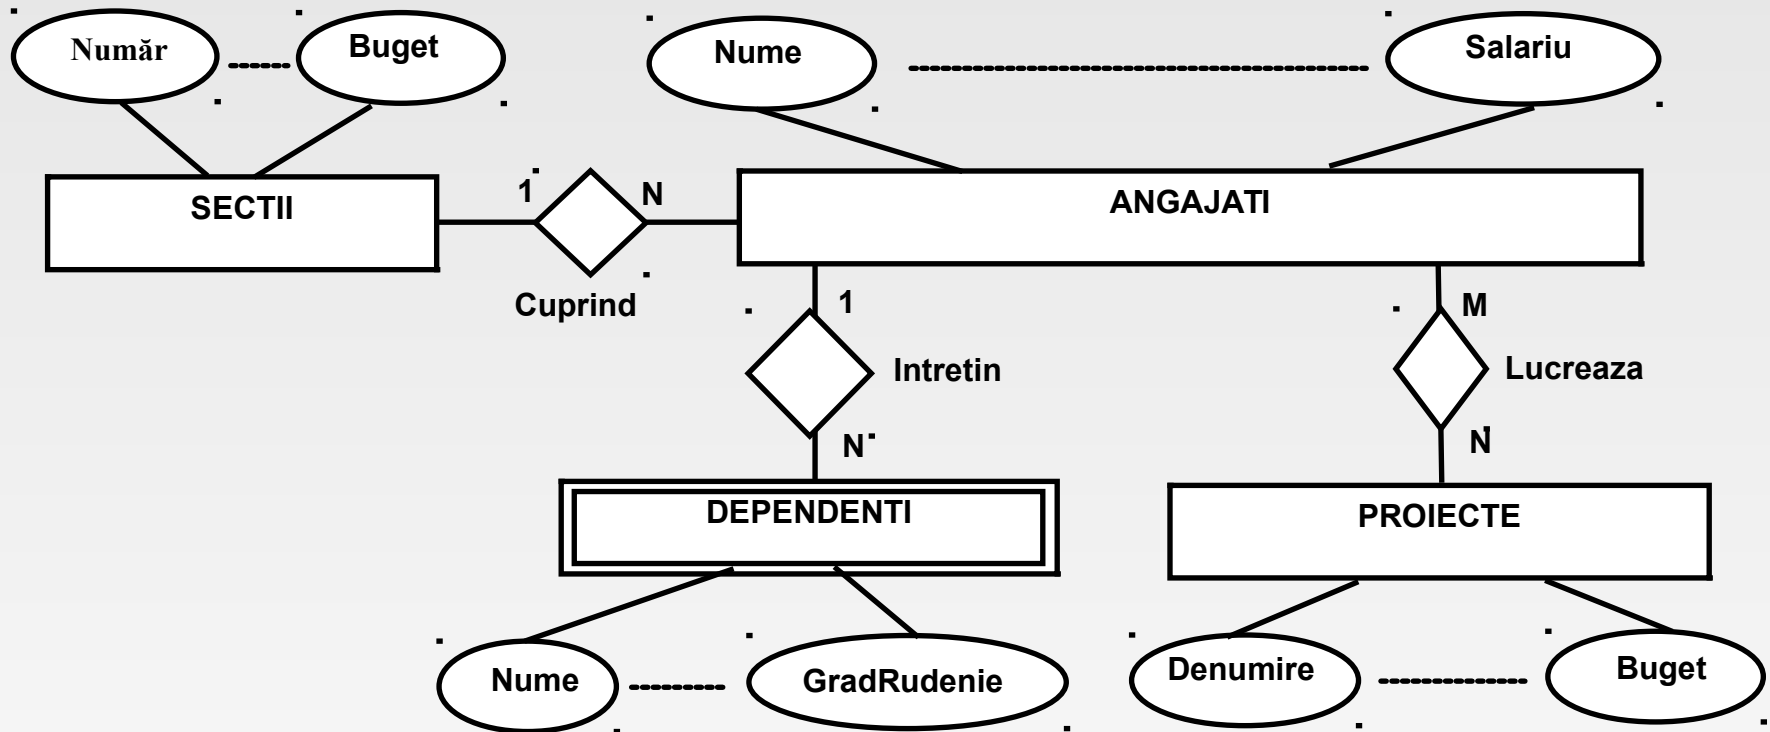 Număr
Buget
Nume
Salariu
SECTII
1
N
ANGAJATI
Cuprind
1
M
Intretin
Lucreaza
N
N
DEPENDENTI
PROIECTE
Nume
GradRudenie
Denumire
Buget